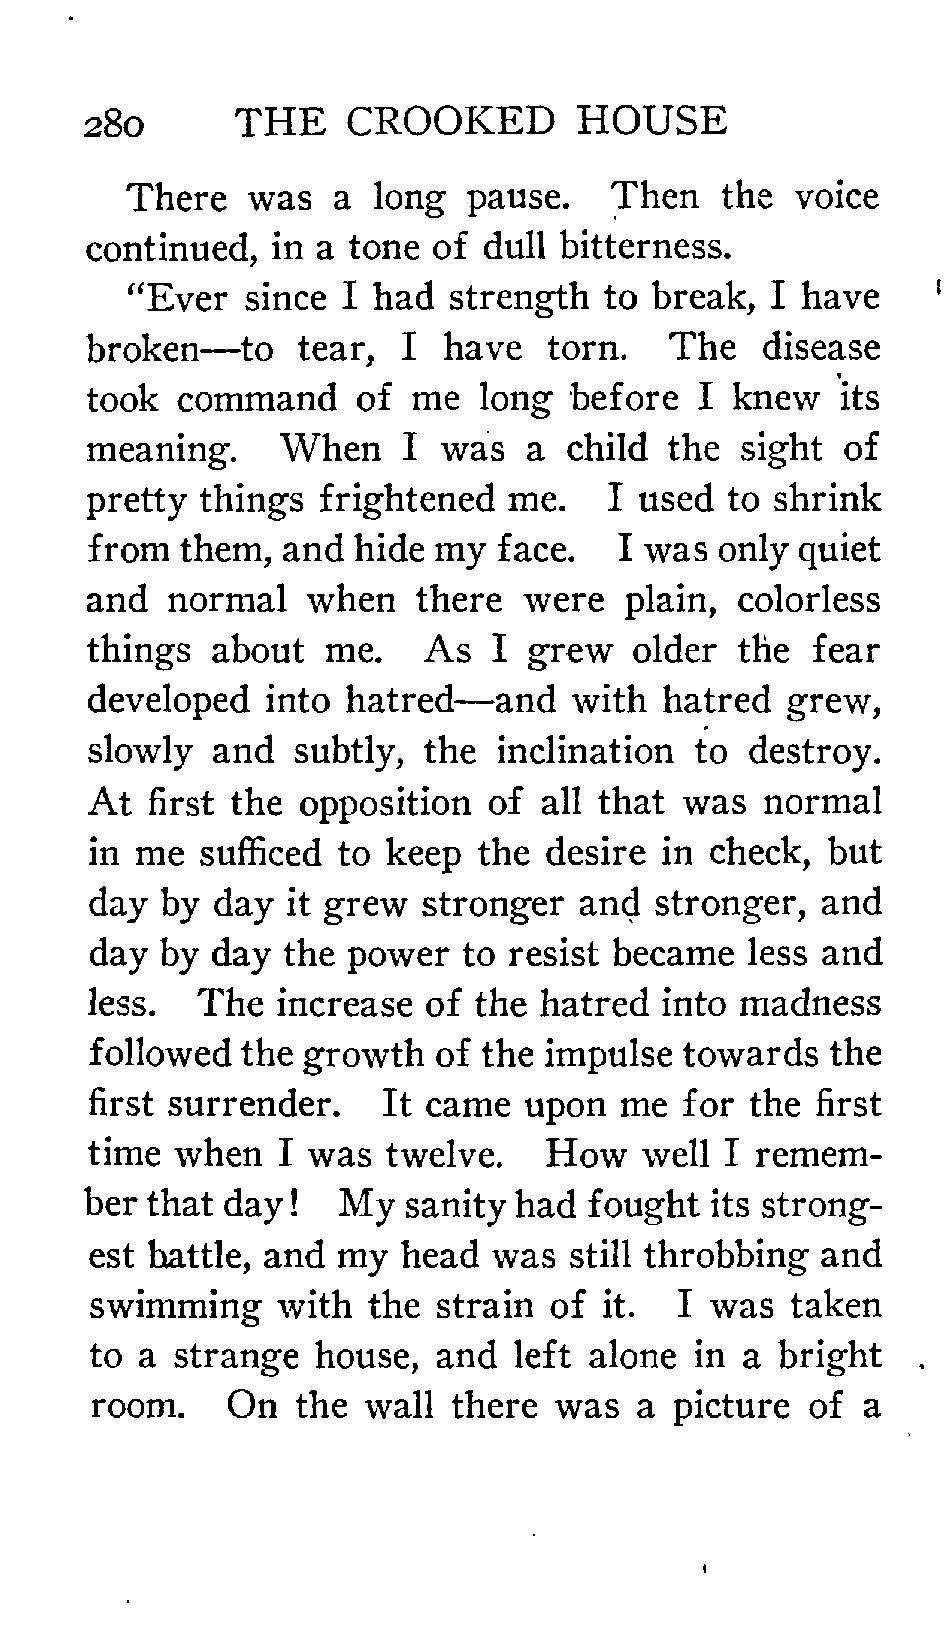 280 THE CROOKED HOUSE
There was a long pause. Then the voice
continued, in a tone of dull bitterness.
“Ever since I had strength to break, I have
broken—to tear, I have torn. The disease
took command of me long before I knew its
meaning. When I was a child the sight of
pretty things frightened me. I used to shrink
from them, and hide my face. I was only quiet
and normal when there were plain, colorless
things about me. As I grew older the fear
developed into hatred—and with hatred grew,
slowly and subtly, the inclination to destroy.
At first the opposition of all that was normal
in me sufficed to keep the desire in check, but
day by day it grew stronger and stronger, and
day by day the power to resist became less and
less. The increase of the hatred into madness
followed the growth of the impulse towards the
first surrender. It came upon me for the first
time when I was twelve. How well I remem-
ber that day! My sanity had fought its strong-
est battle, and my head was still throbbing and
swimming with the strain of it. I was taken
to a strange house, and left alone in a bright
room. On the wall there was a picture of a